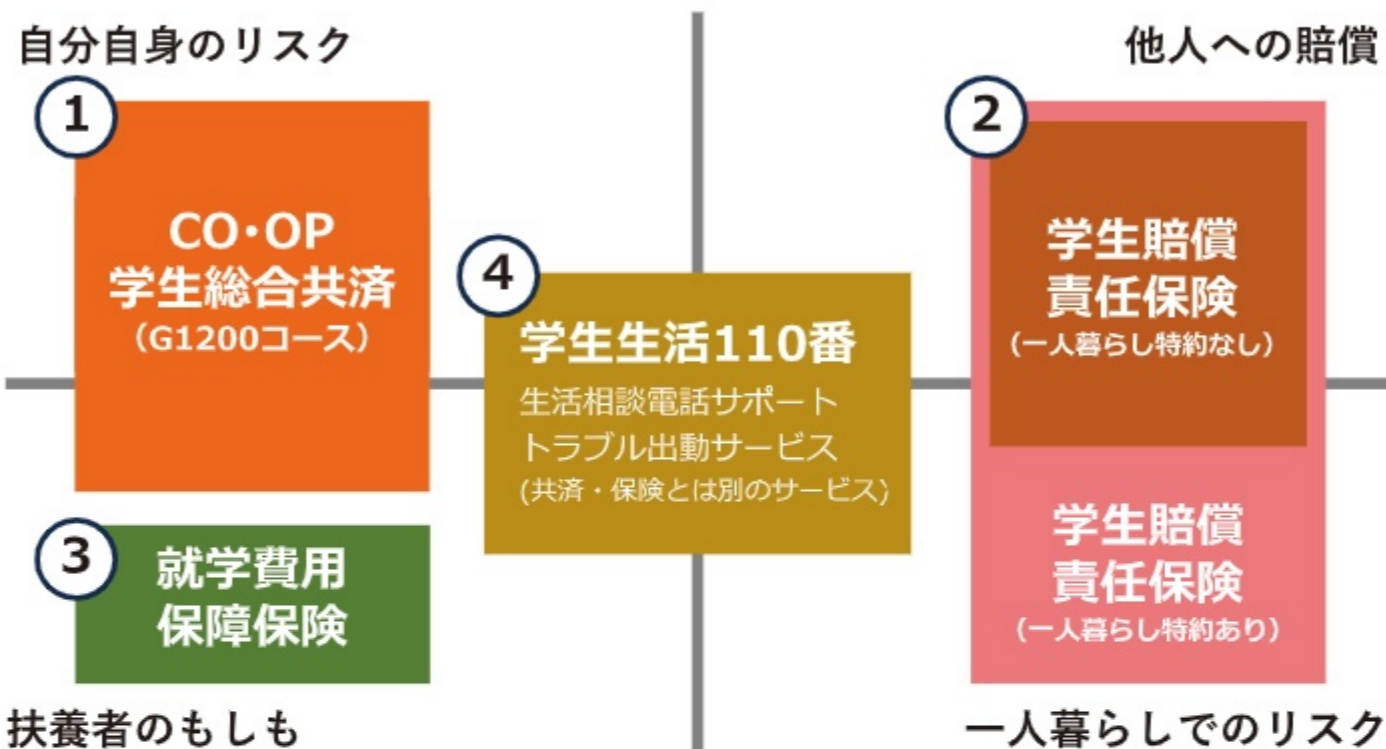 自分自身のリスク
他人への賠償
1
CO・OP
学生総合共済
（G1200コース）
2
学生賠償
責任保険
（一人暮らし特約なし）
4
学生生活110番
生活相談電話サポート
トラブル出動サービス
(共済・保険とは別のサービス)
学生賠償
責任保険
（一人暮らし特約あり）
3
就学費用
保障保険
扶養者のもしも
一人暮らしでのリスク